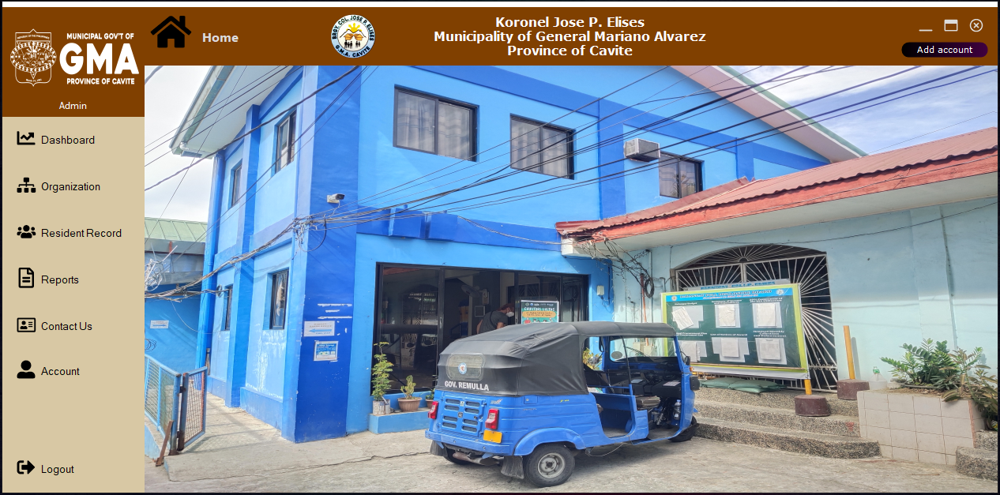 MUNICIPAL GOV'T OF
GMA
PROVINCE OF CAVITE
Admin
Home
BRGY. COL. JOSE P. ELISES
G.M.A. CAVITE
Koronel Jose P. Elises
Municipality of General Mariano Alvarez
Province of Cavite
Add account
Dashboard
Organization
Resident Record
Reports
Contact Us
Account
Logout
GOV. REMULLA